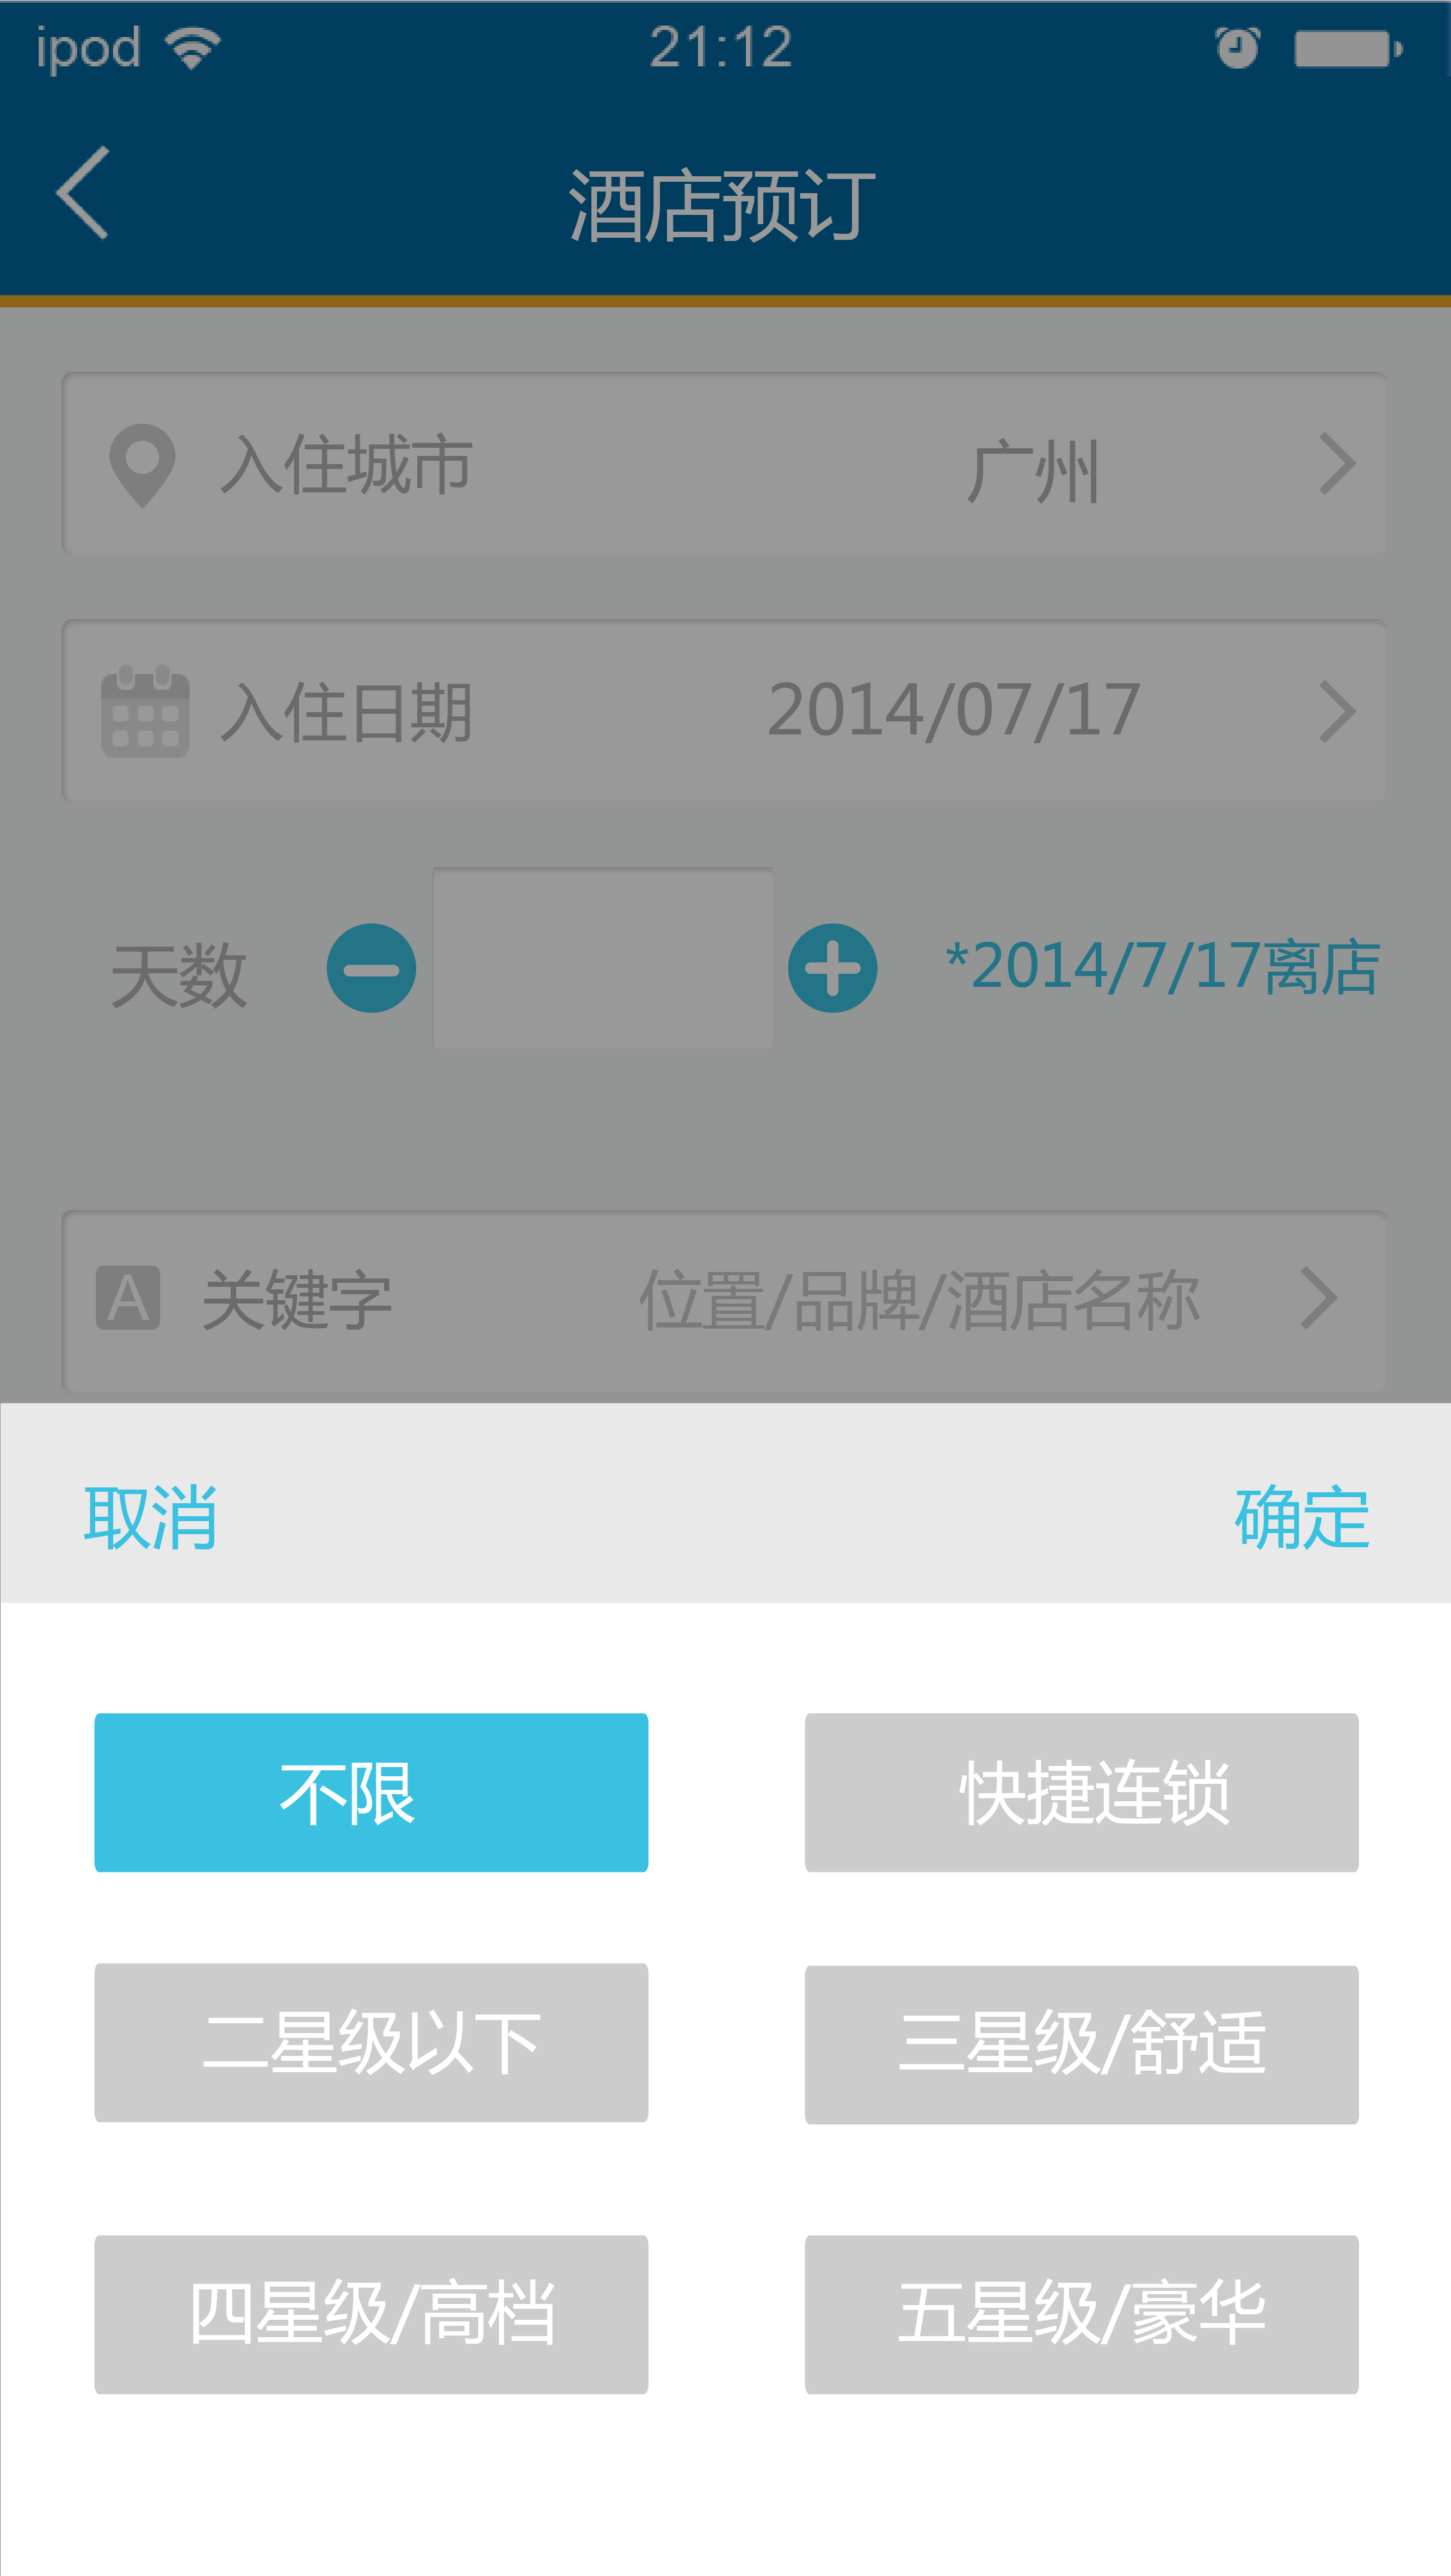 ipod 21:12
酒店预订
入住城市 广州
入住日期 2014/07/17
天数 *2014/7/17离店
A 关键字 位置/品牌/酒店名称
取消 确定
不限 快捷连锁
二星级以下 三星级/舒适
四星级/高档 五星级/豪华